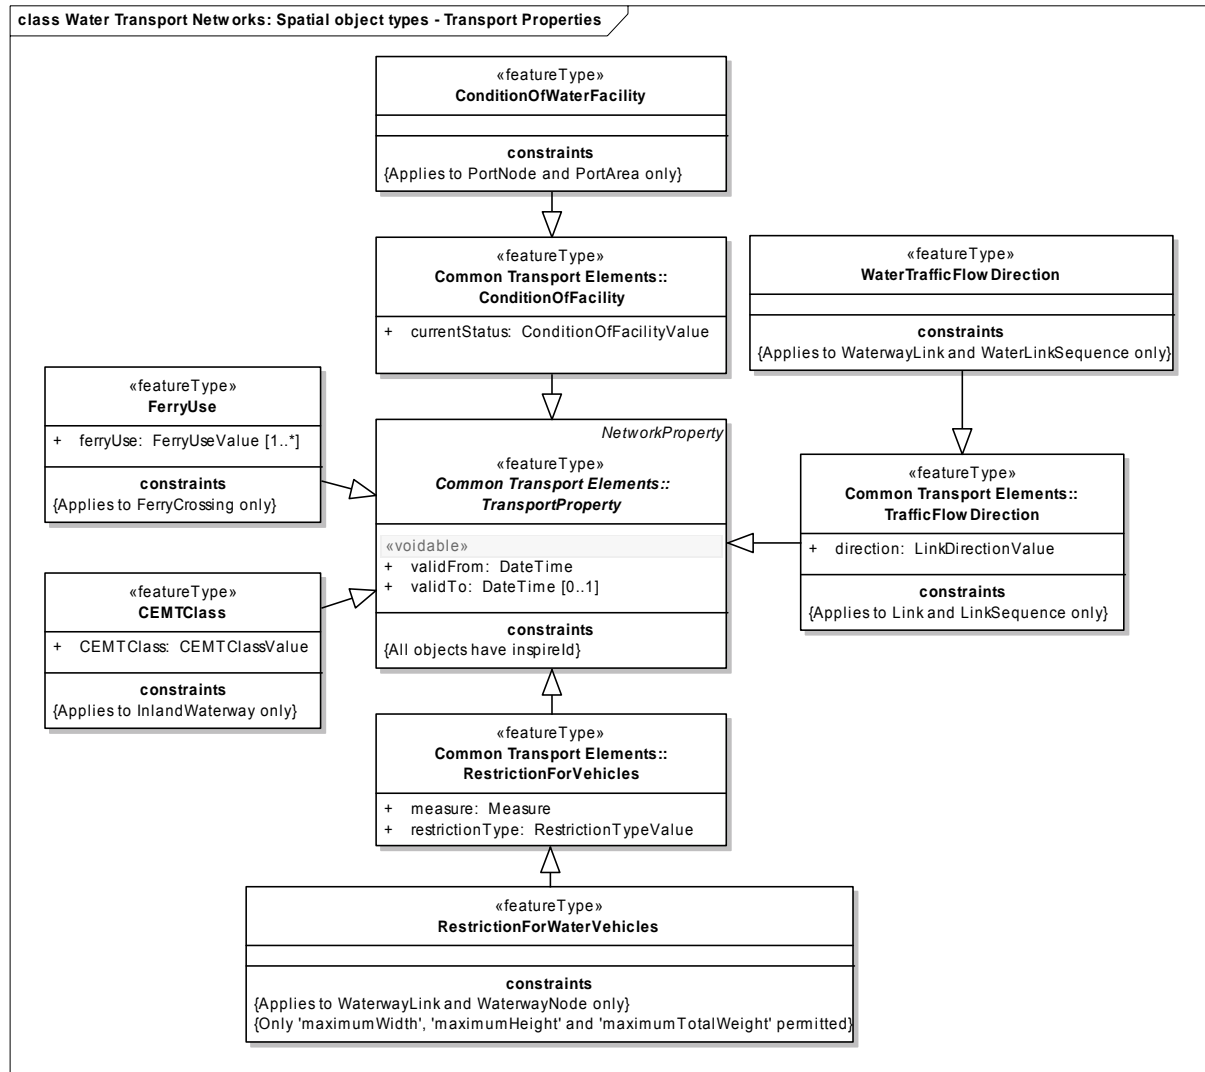 class Water Transport Networks: Spatial object types - Transport Properties
«featureType»
ConditionOfWaterFacility
constraints
{Applies to PortNode and PortArea only}
«featureType»
Common Transport Elements::
ConditionOfFacility
+ currentStatus: ConditionOfFacilityValue
«featureType»
WaterTrafficFlowDirection
constraints
{Applies to WaterwayLink and WaterLinkSequence only}
«featureType»
FerryUse
+ ferryUse: FerryUseValue [1..*]
constraints
{Applies to FerryCrossing only}
NetworkProperty
«featureType»
Common Transport Elements::
TransportProperty
«voidable»
+ validFrom: DateTime
+ validTo: DateTime [0..1]
constraints
{All objects have inspireId}
«featureType»
Common Transport Elements::
TrafficFlowDirection
+ direction: LinkDirectionValue
constraints
{Applies to Link and LinkSequence only}
«featureType»
CEMTClass
+ CEMTClass: CEMTClassValue
constraints
{Applies to InlandWaterway only}
«featureType»
Common Transport Elements::
RestrictionForVehicles
+ measure: Measure
+ restrictionType: RestrictionTypeValue
«featureType»
RestrictionForWaterVehicles
constraints
{Applies to WaterwayLink and WaterwayNode only}
{Only 'maximumWidth', 'maximumHeight' and 'maximumTotalWeight' permitted}